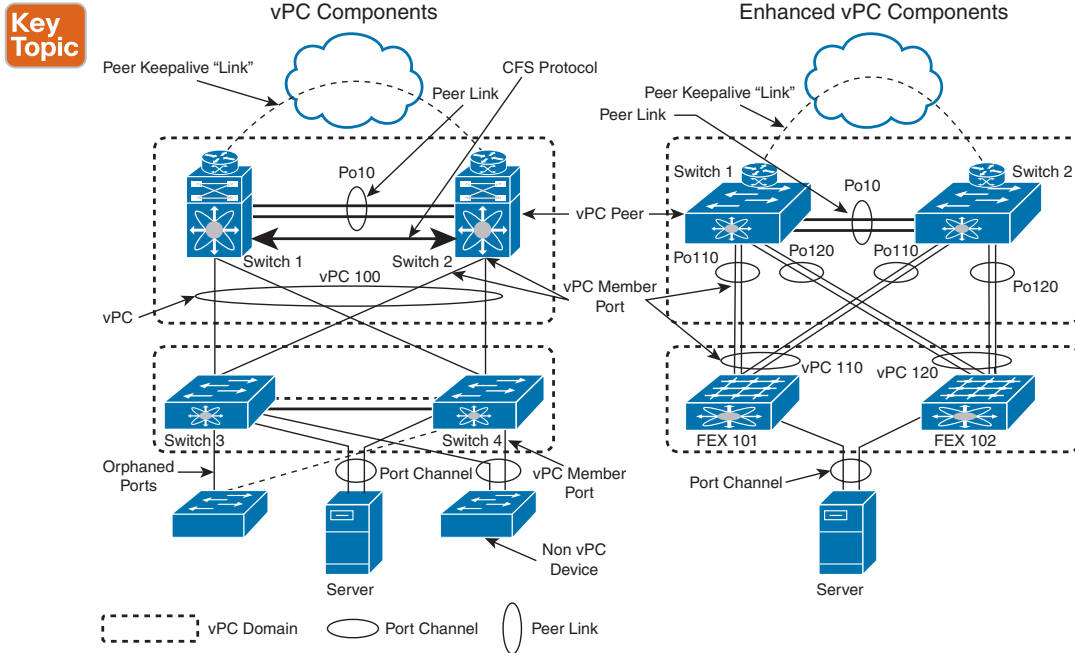 Key
Topic
vPC Components
Peer Keepalive “Link”
CFS Protocol
Peer Link
Po10
Switch 1
Switch 2
vPC 100
vPC
vPC Peer
vPC Member
Port
Switch 3
Switch 4
Orphaned
Ports
Port Channel
vPC Member
Port
Non vPC
Device
Server
Enhanced vPC Components
Peer Keepalive “Link”
Peer Link
Switch 1
Switch 2
Po10
Po110
Po120
Po110
Po120
vPC 110
vPC 120
FEX 101
FEX 102
Port Channel
Server
vPC Domain
Port Channel
Peer Link